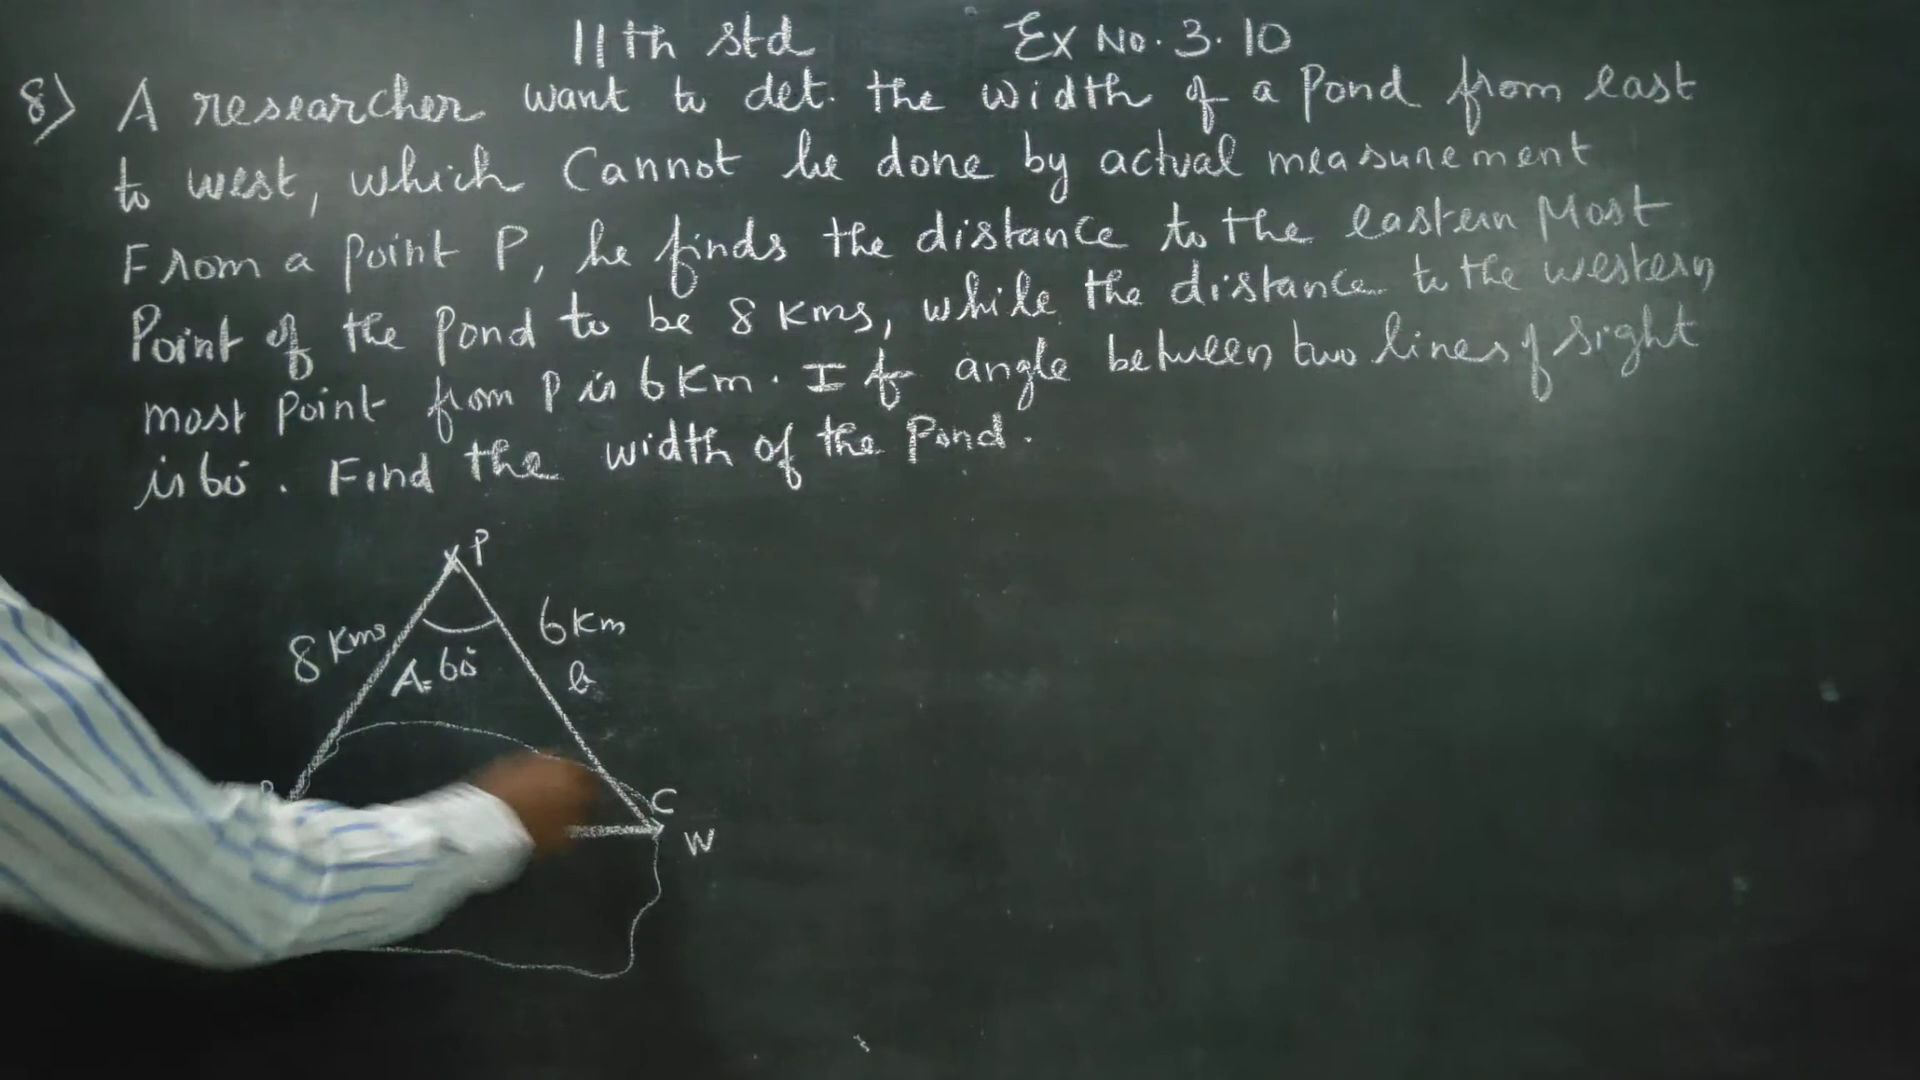 11th std Ex No. 3.10
8) A researcher want to det. the width of a Pond from east
to west, which Cannot be done by actual measurement
From a point P, he finds the distance to the eastern Most
Point of the Pond to be 8 Kms, while the distance to the western
most Point from P is 6 Km. If angle between two lines of sight
is 60°. Find the width of the Pond.
P
8 Kms
6 Km
A = 60°
b
C
W